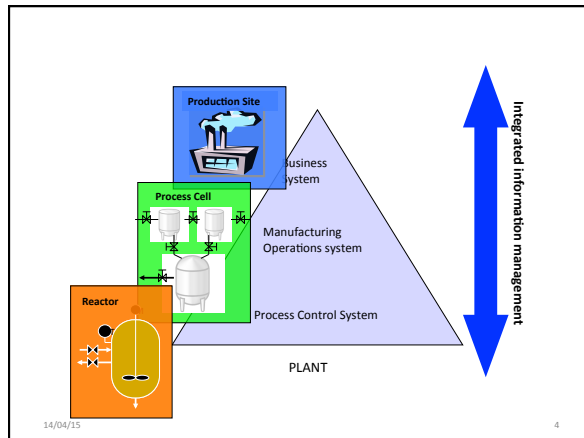 Production Site
Business
System
Process Cell
Manufacturing
Operations system
Reactor
Process Control System
PLANT
Integrated information management
14/04/15
4